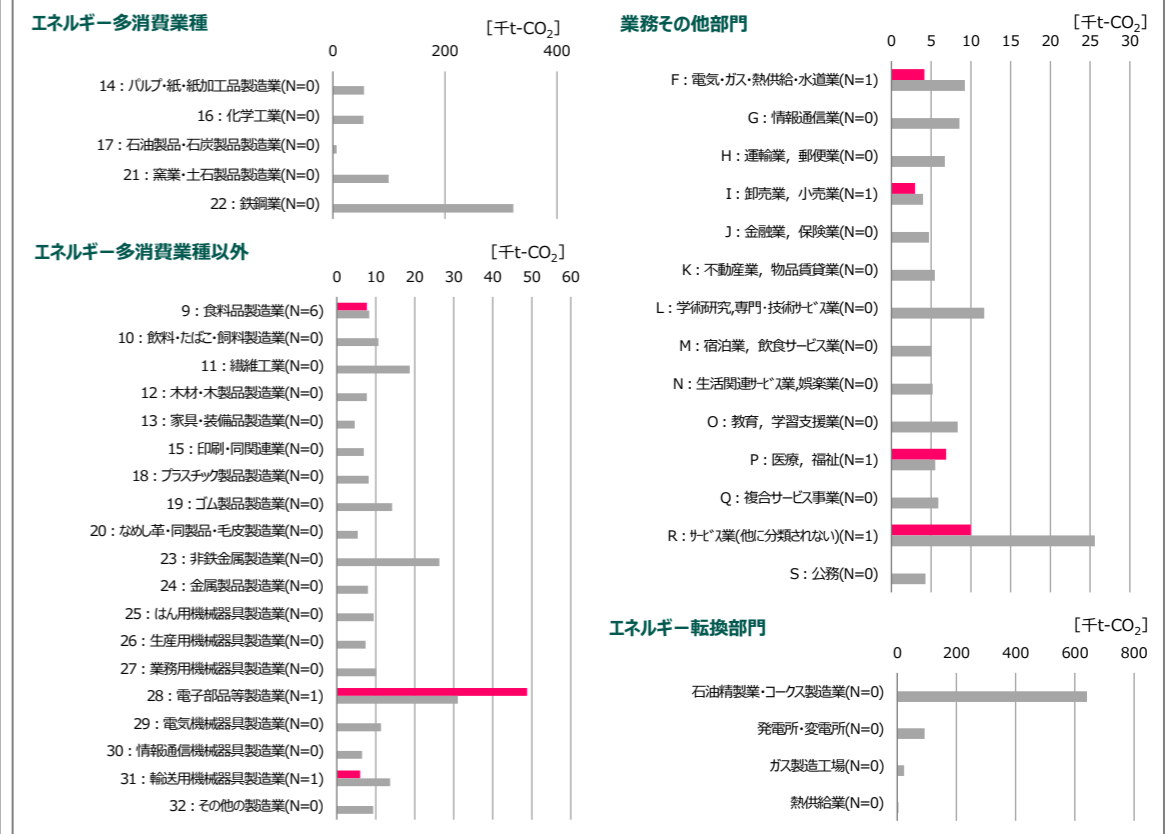 エネルギー多消費業種
[千t-CO2]
0 200 400
14：パルプ・紙・紙加工品製造業(N=0)
16：化学工業(N=0)
17：石油製品・石炭製品製造業(N=0)
21：窯業・土石製品製造業(N=0)
22：鉄鋼業(N=0)
エネルギー多消費業種以外
[千t-CO2]
0 10 20 30 40 50 60
9：食料品製造業(N=6)
10：飲料・たばこ・飼料製造業(N=0)
11：繊維工業(N=0)
12：木材・木製品製造業(N=0)
13：家具・装備品製造業(N=0)
15：印刷・同関連業(N=0)
18：プラスチック製品製造業(N=0)
19：ゴム製品製造業(N=0)
20：なめし革・同製品・毛皮製造業(N=0)
23：非鉄金属製造業(N=0)
24：金属製品製造業(N=0)
25：はん用機械器具製造業(N=0)
26：生産用機械器具製造業(N=0)
27：業務用機械器具製造業(N=0)
28：電子部品等製造業(N=1)
29：電気機械器具製造業(N=0)
30：情報通信機械器具製造業(N=0)
31：輸送用機械器具製造業(N=1)
32：その他の製造業(N=0)
業務その他部門
[千t-CO2]
0 5 10 15 20 25 30
F：電気・ガス・熱供給・水道業(N=1)
G：情報通信業(N=0)
H：運輸業，郵便業(N=0)
I：卸売業，小売業(N=1)
J：金融業，保険業(N=0)
K：不動産業，物品賃貸業(N=0)
L：学術研究,専門・技術ｻｰﾋﾞｽ業(N=0)
M：宿泊業，飲食サービス業(N=0)
N：生活関連ｻｰﾋﾞｽ業,娯楽業(N=0)
O：教育，学習支援業(N=0)
P：医療，福祉(N=1)
Q：複合サービス事業(N=0)
R：ｻｰﾋﾞｽ業(他に分類されない)(N=1)
S：公務(N=0)
エネルギー転換部門
[千t-CO2]
0 200 400 600 800
石油精製業・コークス製造業(N=0)
発電所・変電所(N=0)
ガス製造工場(N=0)
熱供給業(N=0)